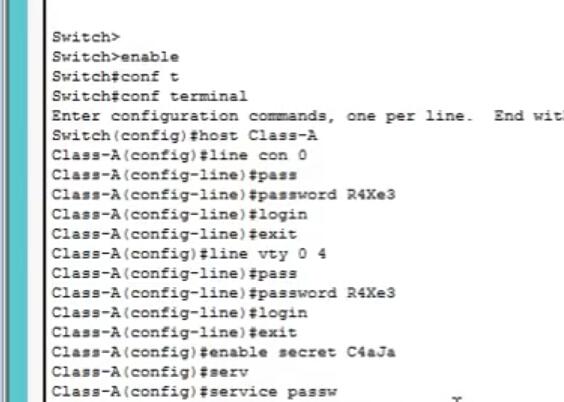 Switch>
Switch>enable
Switch#conf t
Switch#conf terminal
Enter configuration commands, one per line.  End wit
Switch(config)#host Class-A
Class-A(config)#line con 0
Class-A(config-line)#pass
Class-A(config-line)#password R4Xe3
Class-A(config-line)#login
Class-A(config-line)#exit
Class-A(config)#line vty 0 4
Class-A(config-line)#pass
Class-A(config-line)#password R4Xe3
Class-A(config-line)#login
Class-A(config-line)#exit
Class-A(config)#enable secret C4aJa
Class-A(config)#serv
Class-A(config)#service passw